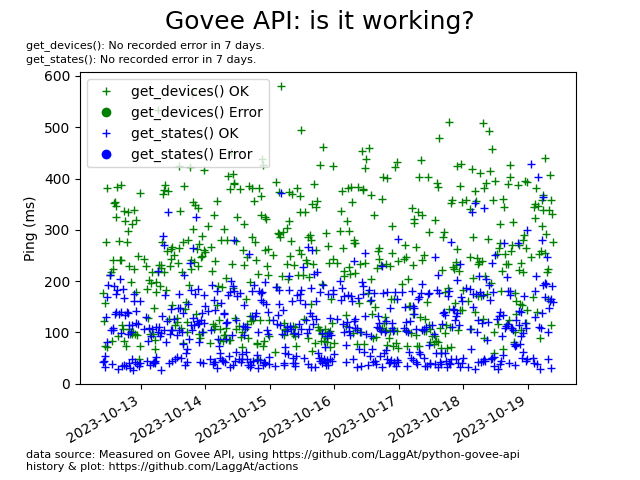 Govee API: is it working?
get_devices(): No recorded error in 7 days.
get_states(): No recorded error in 7 days.
600
500
400
300
200
100
0
Ping (ms)
get_devices() OK
get_devices() Error
get_states() OK
get_states() Error
2023-10-13
2023-10-14
2023-10-15
2023-10-16
2023-10-17
2023-10-18
2023-10-19
data source: Measured on Govee API, using https://github.com/LaggAt/python-govee-api
history & plot: https://github.com/LaggAt/actions